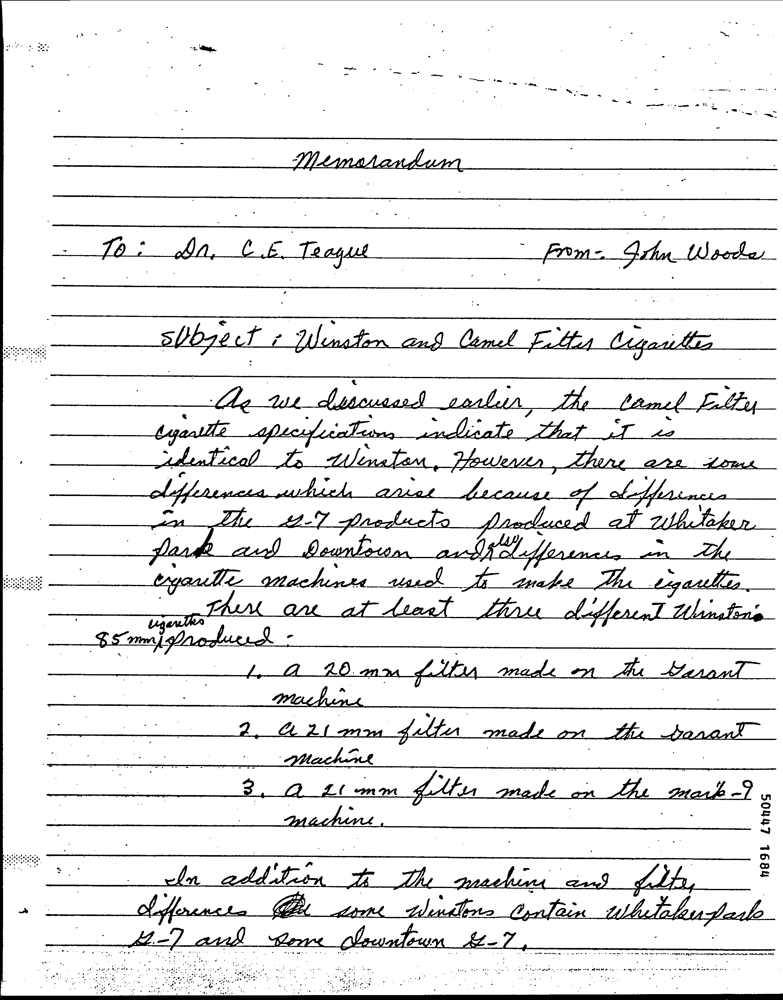 Memorandum
To: Dr. C.E. Teague From- John Woods
Subject: Winston and Camel Filter Cigarettes
As we discussed earlier, the Camel Filter
cigarette specifications indicate that it is
identical to Winston. However, there are some
differences which arise because of differences
in the G-7 products produced at Whitaker
Park and Downtown and also differences in the
cigarette machines used to make the cigarettes.
There are at least three different Winston's
85 mm cigarettes produced:
1. a 20 mm filter made on the Garant
machine
2. a 21 mm filter made on the Garant
machine
3. a 21 mm filter made on the mark-9
machine.
In addition to the machine and filter
differences some Winstons contain Whitaker park
G-7 and some downtown G-7.
50447 1684